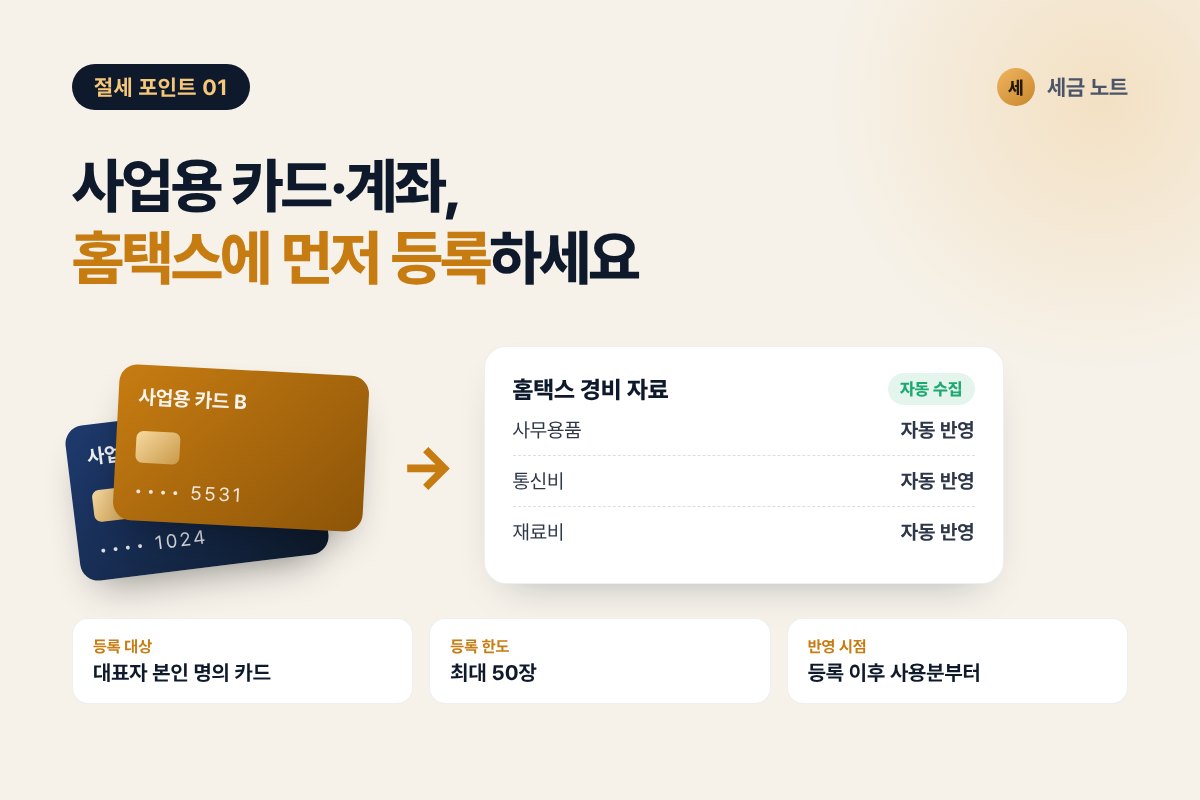 절세 포인트 01
세 세금 노트
사업용 카드·계좌,
홈택스에 먼저 등록하세요
사업용 카드 B
•••• 5531
•••• 1024
홈택스 경비 자료
자동 수집
사무용품 자동 반영
통신비 자동 반영
재료비 자동 반영
등록 대상
대표자 본인 명의 카드
등록 한도
최대 50장
반영 시점
등록 이후 사용분부터